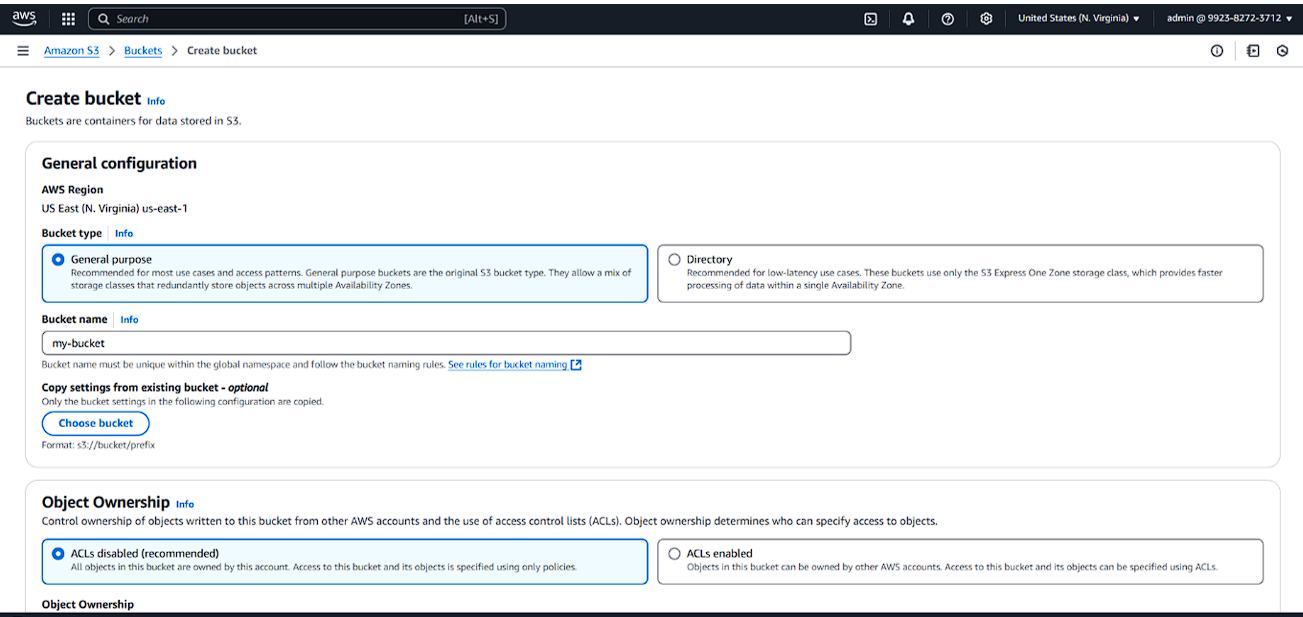 aws
Search [Alt+S]
United States (N. Virginia)
admin @ 9923-8272-3712
Amazon S3 > Buckets > Create bucket
Create bucket Info
Buckets are containers for data stored in S3.
General configuration
AWS Region
US East (N. Virginia) us-east-1
Bucket type Info
General purpose
Recommended for most use cases and access patterns. General purpose buckets are the original S3 bucket type. They allow a mix of
storage classes that redundantly store objects across multiple Availability Zones.
Directory
Recommended for low-latency use cases. These buckets use only the S3 Express One Zone storage class, which provides faster
processing of data within a single Availability Zone.
Bucket name Info
my-bucket
Bucket name must be unique within the global namespace and follow the bucket naming rules. See rules for bucket naming
Copy settings from existing bucket - optional
Only the bucket settings in the following configuration are copied.
Choose bucket
Format: s3://bucket/prefix
Object Ownership Info
Control ownership of objects written to this bucket from other AWS accounts and the use of access control lists (ACLs). Object ownership determines who can specify access to objects.
ACLs disabled (recommended)
All objects in this bucket are owned by this account. Access to this bucket and its objects is specified using only policies.
ACLs enabled
Objects in this bucket can be owned by other AWS accounts. Access to this bucket and its objects can be specified using ACLs.
Object Ownership